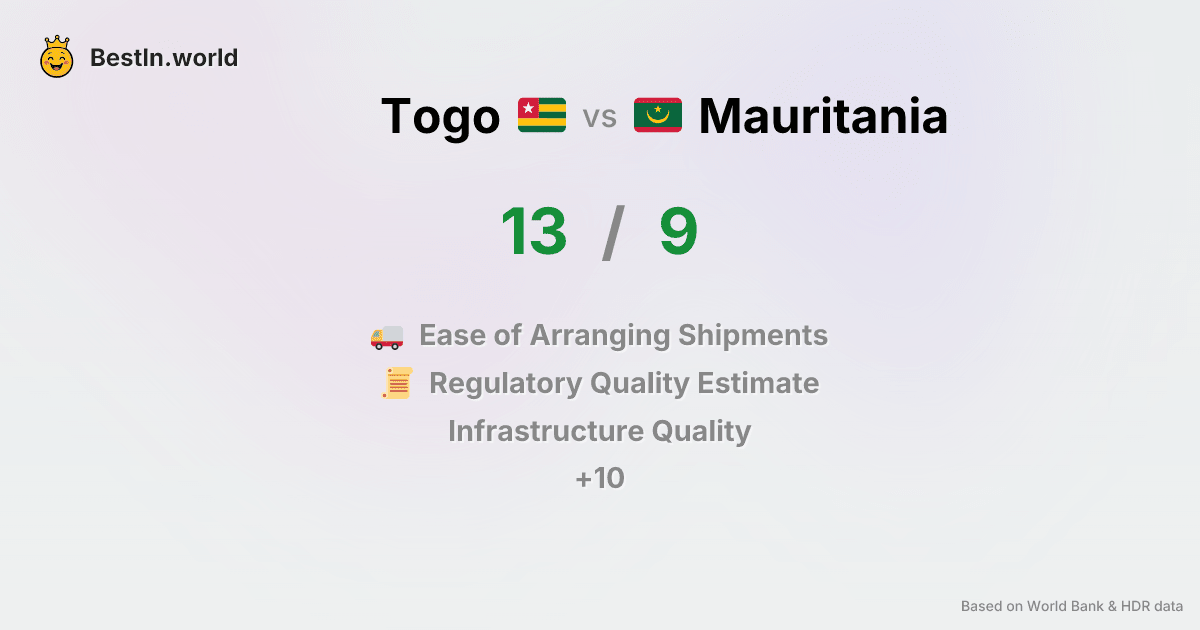 BestIn.world
Togo vs Mauritania
13 / 9
Ease of Arranging Shipments
Regulatory Quality Estimate
Infrastructure Quality
+10
Based on World Bank & HDR data